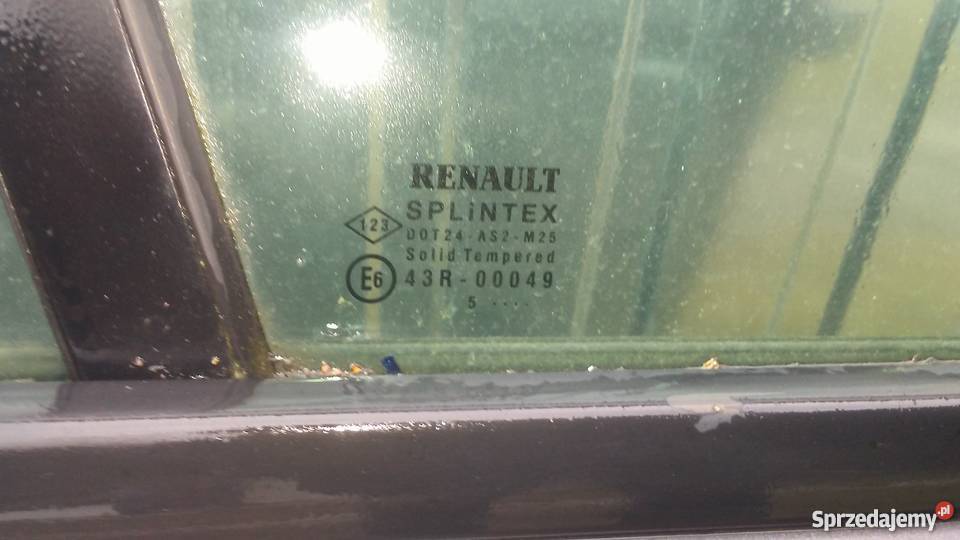 RENAULT
SPLiNTEX
123
DOT24-AS2-M25
Solid Tempered
E6
43R-00049
5 ....
Sprzedajemy.pl